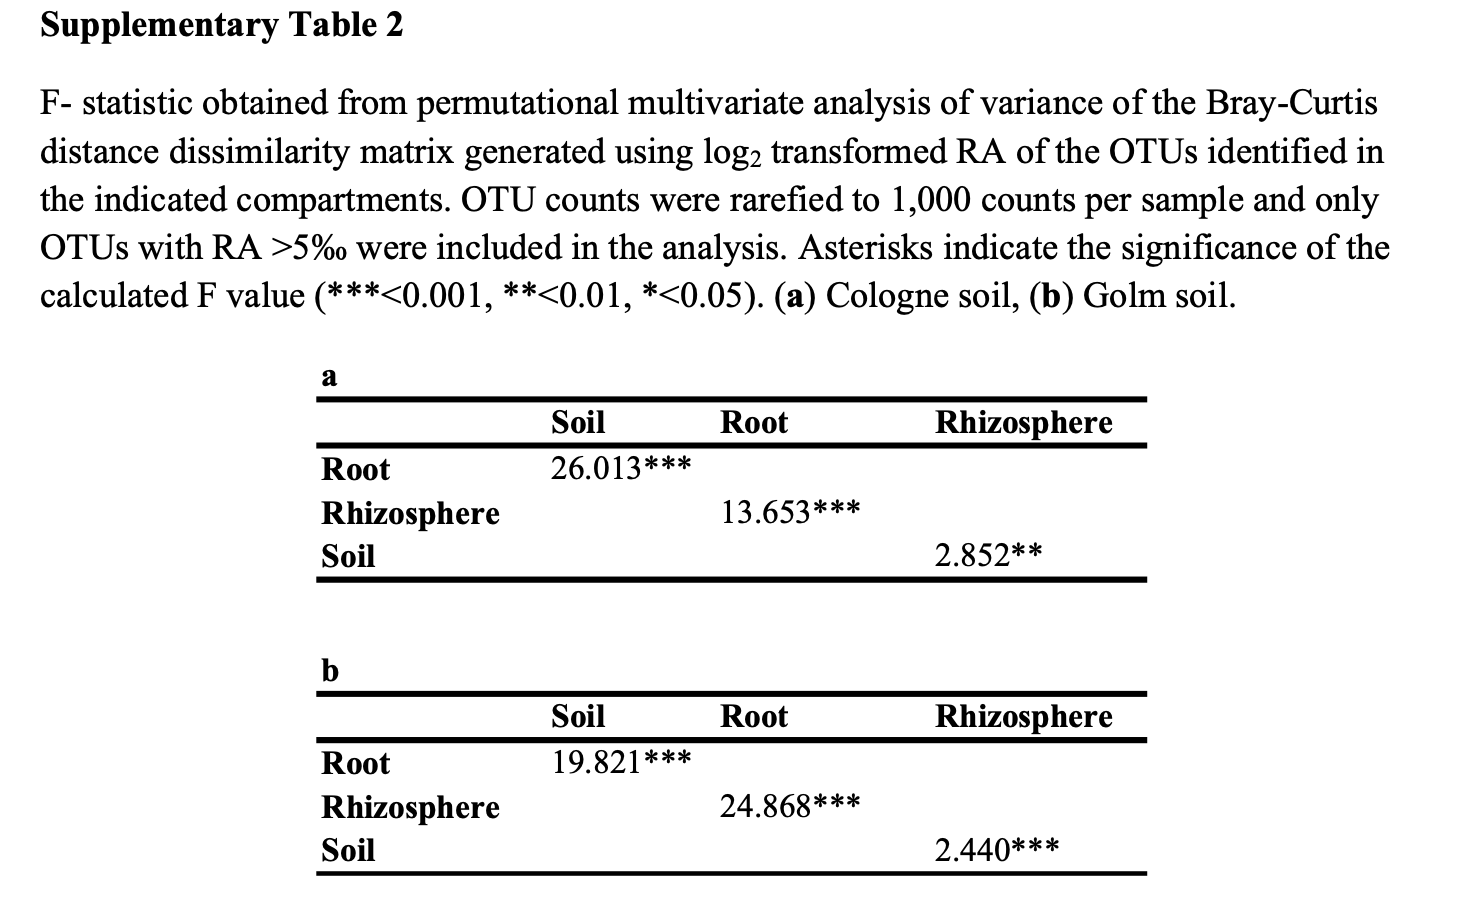 Supplementary Table 2
F- statistic obtained from permutational multivariate analysis of variance of the Bray-Curtis
distance dissimilarity matrix generated using log₂ transformed RA of the OTUs identified in
the indicated compartments. OTU counts were rarefied to 1,000 counts per sample and only
OTUs with RA >5‰ were included in the analysis. Asterisks indicate the significance of the
calculated F value (***<0.001, **<0.01, *<0.05). (a) Cologne soil, (b) Golm soil.
a
Soil Root Rhizosphere
Root 26.013***
Rhizosphere 13.653***
Soil 2.852**
b
Soil Root Rhizosphere
Root 19.821***
Rhizosphere 24.868***
Soil 2.440***